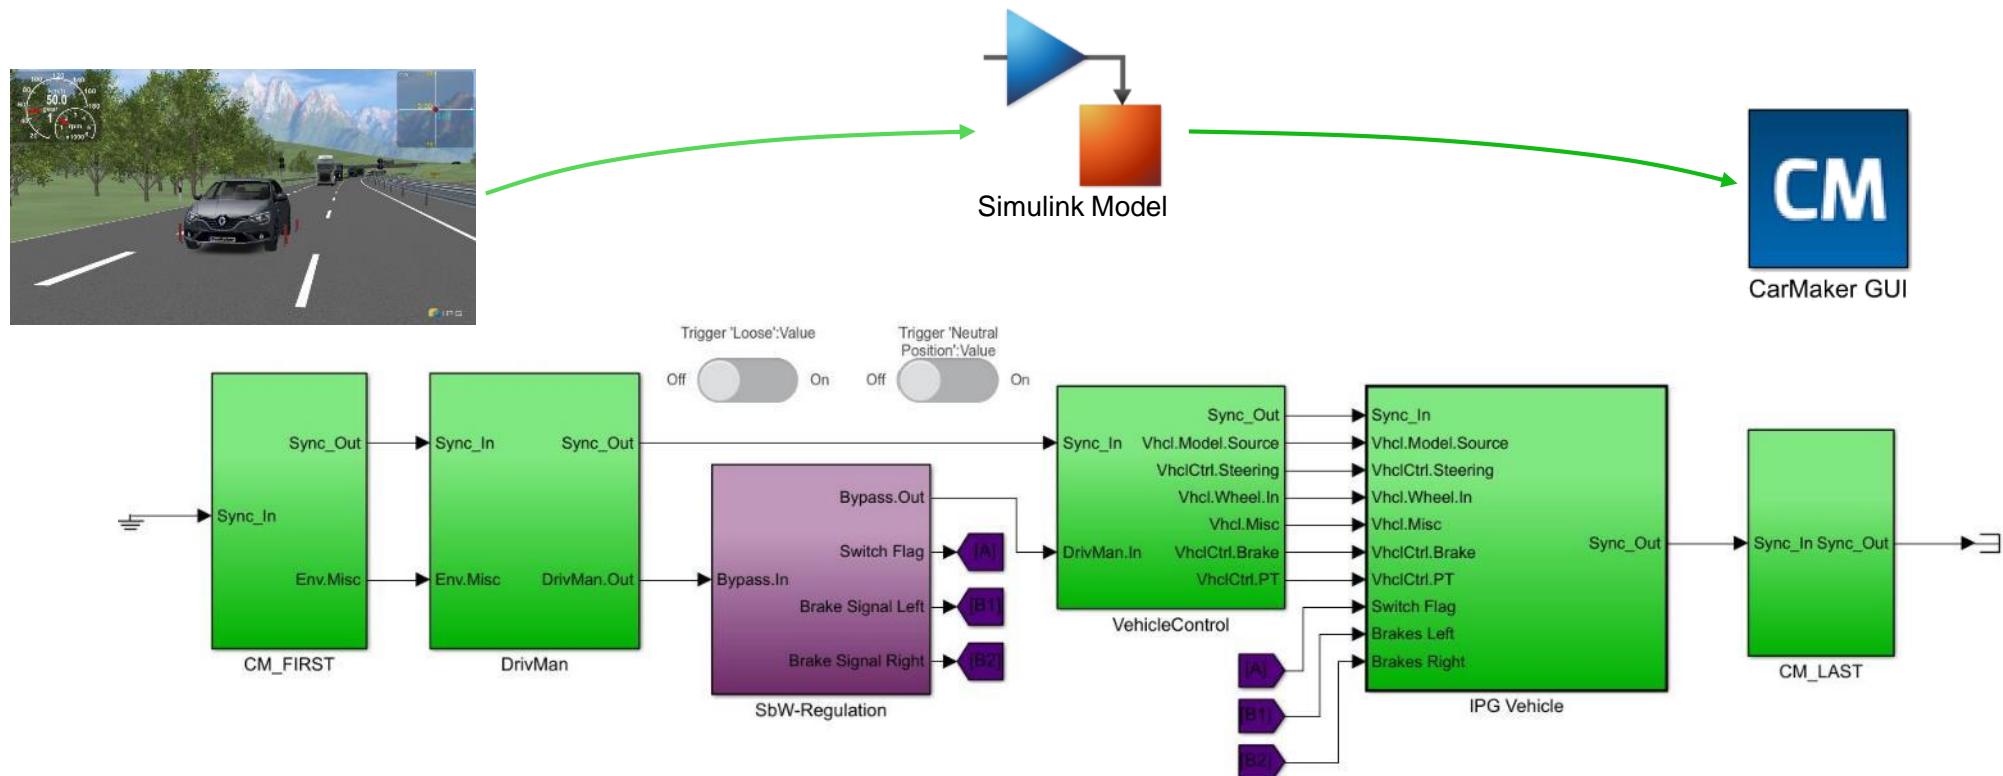 km/h
50.0
IPG
Simulink Model
CM
CarMaker GUI
Trigger 'Loose':Value
Off
On
Trigger 'Neutral
Position':Value
Off
On
Sync_In
Sync_Out
Env.Misc
CM_FIRST
Sync_In
Env.Misc
Sync_Out
DrivMan.Out
DrivMan
Bypass.In
Bypass.Out
Switch Flag
Brake Signal Left
Brake Signal Right
SbW-Regulation
[A]
[B1]
[B2]
Sync_In
DrivMan.In
Sync_Out
Vhcl.Model.Source
VhclCtrl.Steering
Vhcl.Wheel.In
Vhcl.Misc
VhclCtrl.Brake
VhclCtrl.PT
VehicleControl
[A]
[B1]
[B2]
Sync_In
Vhcl.Model.Source
VhclCtrl.Steering
Vhcl.Wheel.In
Vhcl.Misc
VhclCtrl.Brake
VhclCtrl.PT
Switch Flag
Brakes Left
Brakes Right
Sync_Out
IPG Vehicle
Sync_In Sync_Out
CM_LAST